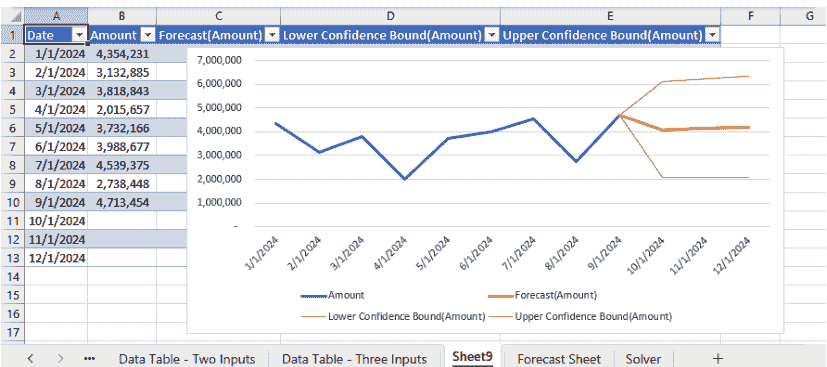 A B C D E F G
1 Date Amount Forecast(Amount) Lower Confidence Bound(Amount) Upper Confidence Bound(Amount)
2 1/1/2024 4,354,231
3 2/1/2024 3,132,885
4 3/1/2024 3,818,843
5 4/1/2024 2,015,657
6 5/1/2024 3,732,166
7 6/1/2024 3,988,677
8 7/1/2024 4,539,375
9 8/1/2024 2,738,448
10 9/1/2024 4,713,454
11 10/1/2024
12 11/1/2024
13 12/1/2024
14
15
16
17
7,000,000
6,000,000
5,000,000
4,000,000
3,000,000
2,000,000
1,000,000
-
1/1/2024 2/1/2024 3/1/2024 4/1/2024 5/1/2024 6/1/2024 7/1/2024 8/1/2024 9/1/2024 10/1/2024 11/1/2024 12/1/2024
Amount Forecast(Amount)
Lower Confidence Bound(Amount) Upper Confidence Bound(Amount)
Data Table - Two Inputs Data Table - Three Inputs Sheet9 Forecast Sheet Solver